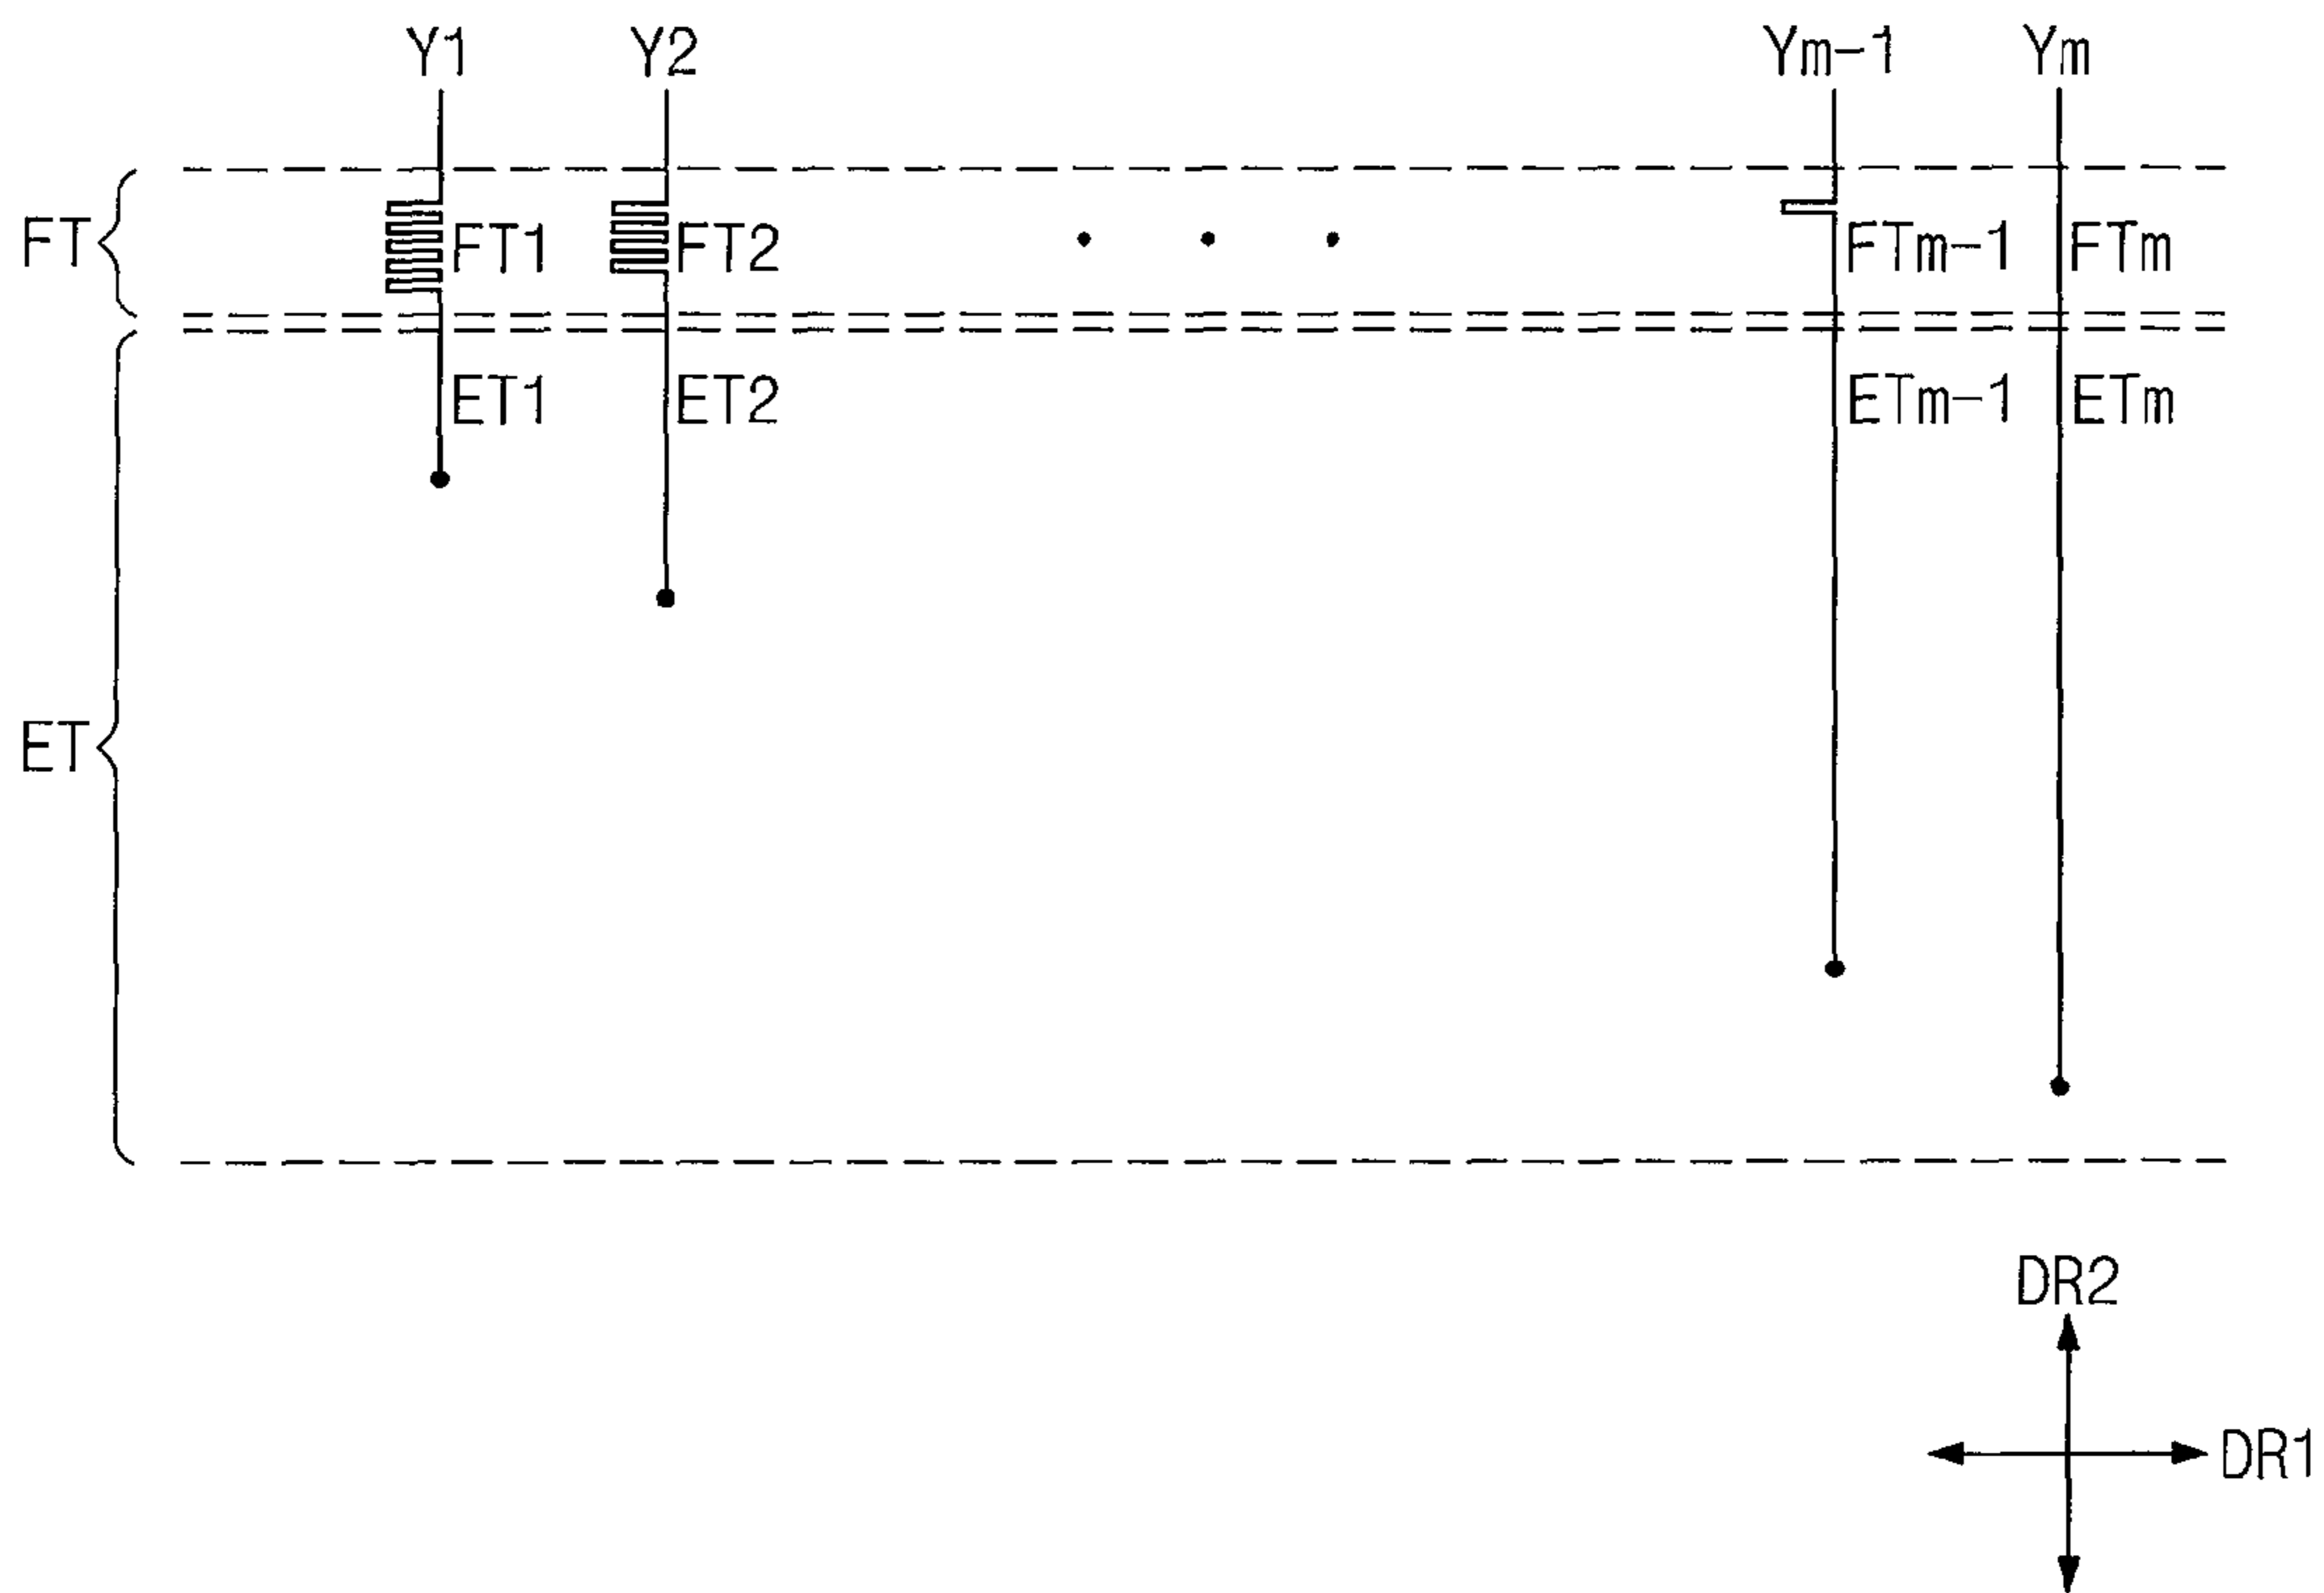 Y1 Y2 Ym-1 Ym
FT FT1 FT2 FTm-1 FTm
ET1 ET2 ETm-1 ETm
ET
DR2
DR1